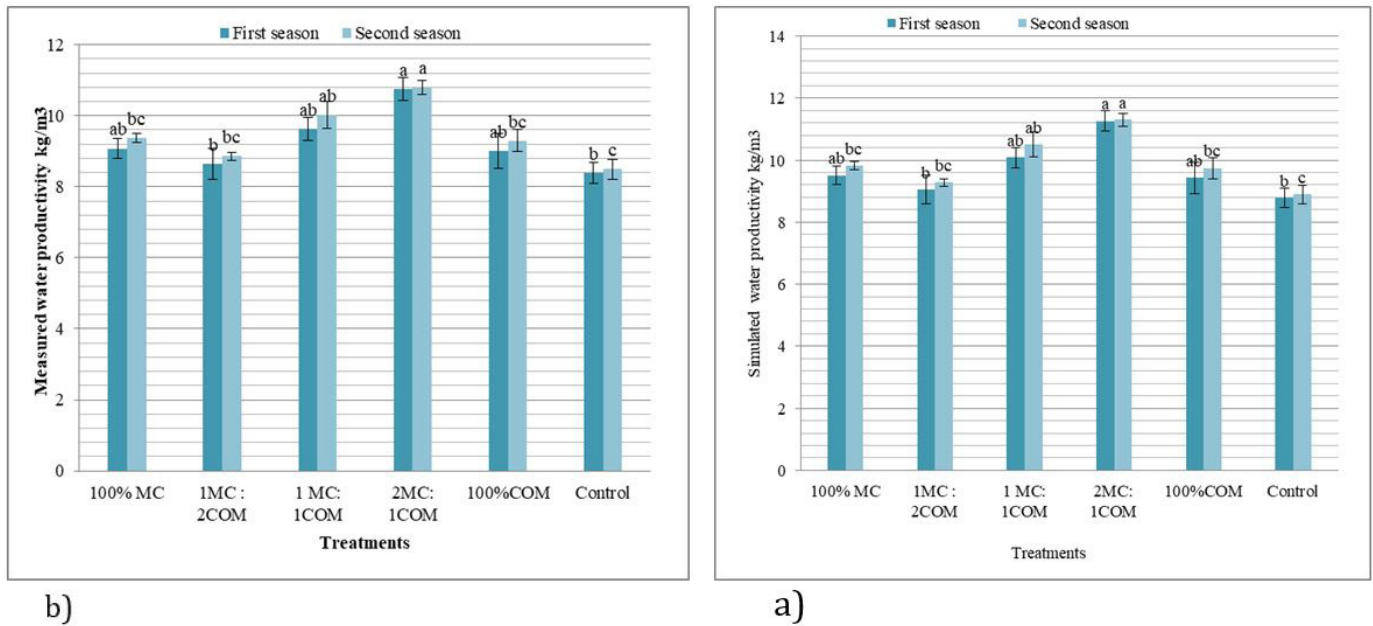 First season Second season
12
10
8
6
4
2
0
Measured water productivity kg/m3
ab bc
b bc
ab ab
a a
ab bc
b c
100% MC
1MC :
2COM
1 MC:
1COM
2MC:
1COM
100%COM
Control
Treatments
b)
First season Second season
14
12
10
8
6
4
2
0
Simulated water productivity kg/m3
ab bc
b bc
ab ab
a a
ab bc
b c
100% MC
1MC :
2COM
1 MC:
1COM
2MC:
1COM
100%COM
Control
Treatments
a)